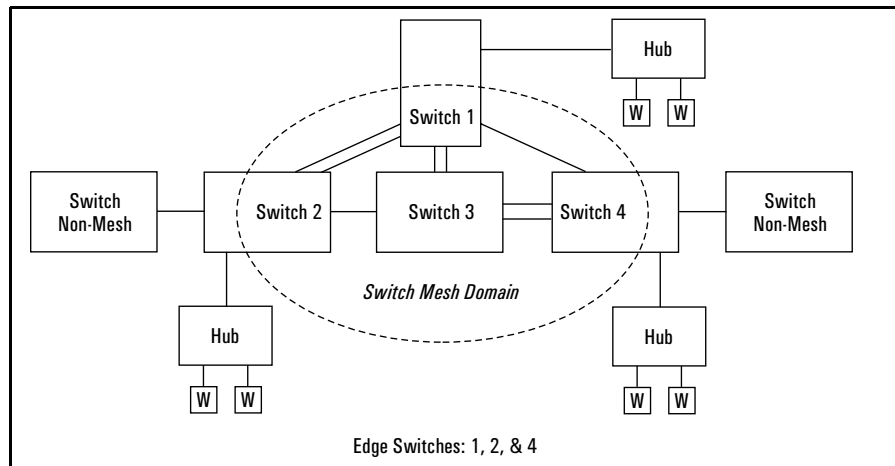 Hub
W W
Switch 1
Switch
Non-Mesh
Switch 2
Switch 3
Switch 4
Switch
Non-Mesh
Switch Mesh Domain
Hub
W W
Hub
W W
Edge Switches: 1, 2, & 4